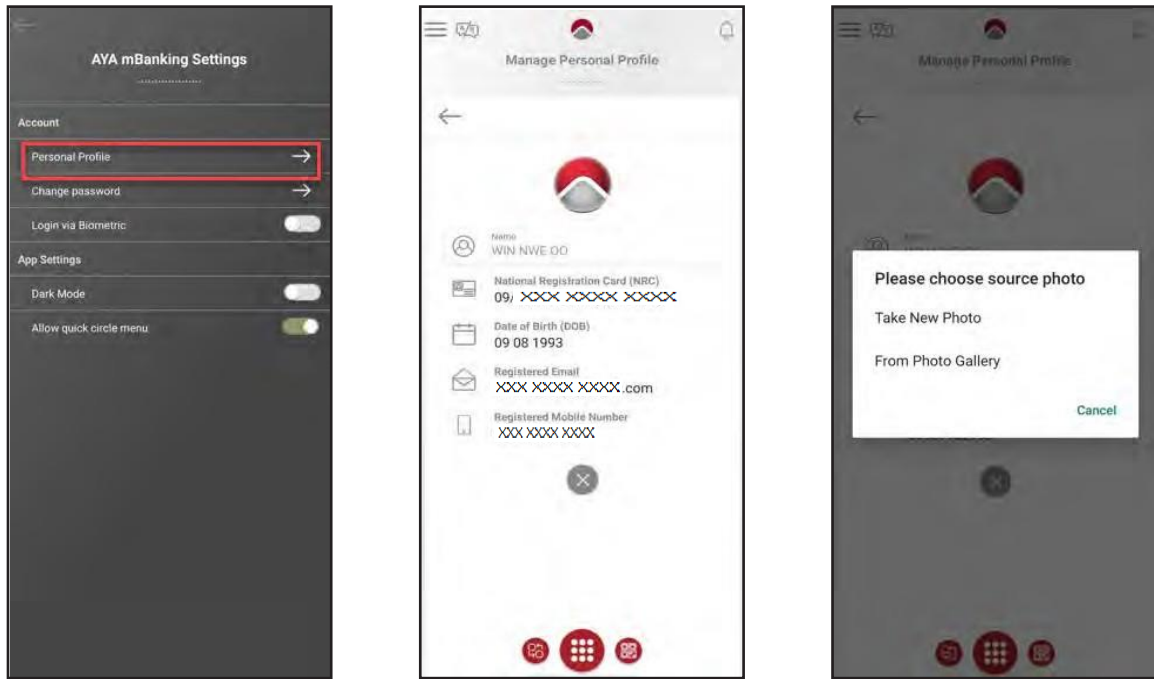 AYA mBanking Settings
Account
Personal Profile
Change password
Login via Biometric
App Settings
Dark Mode
Allow quick circle menu
Manage Personal Profile
Name
WIN NWE OO
National Registration Card (NRC)
09/ XXX XXXX XXXX
Date of Birth (DOB)
09 08 1993
Registered Email
XXX XXXX XXXX.com
Registered Mobile Number
XXX XXXX XXXX
Manage Personal Profile
Name
Please choose source photo
Take New Photo
From Photo Gallery
Cancel